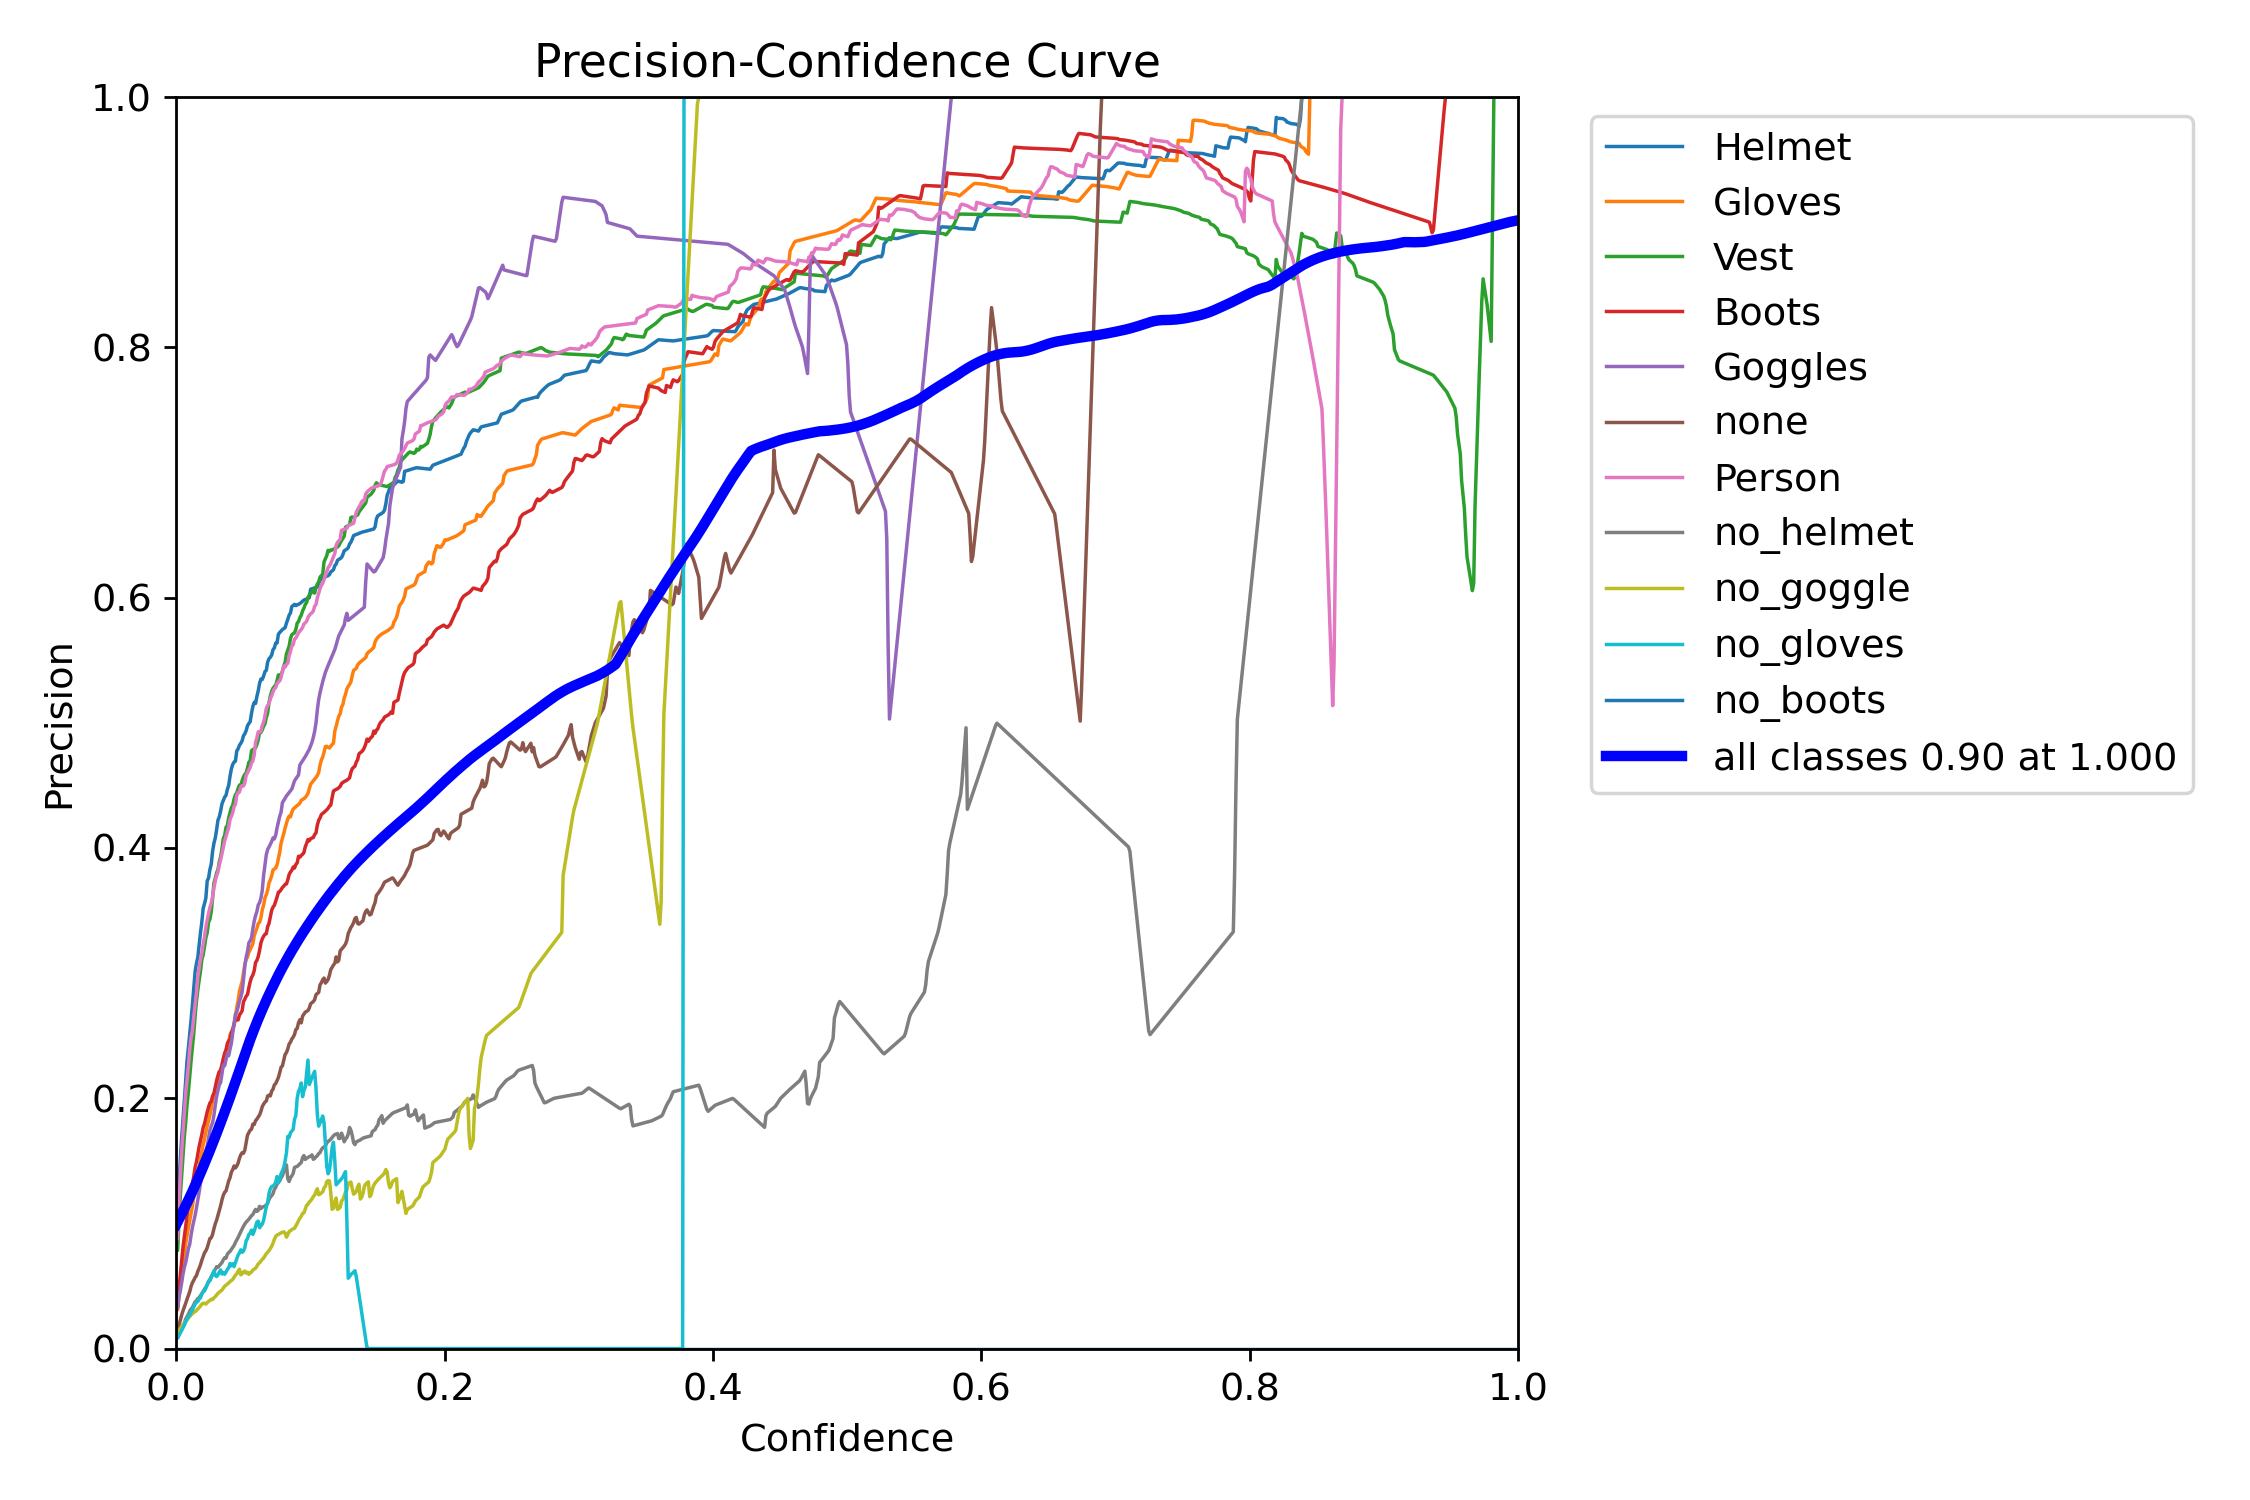 Precision-Confidence Curve
1.0
0.8
0.6
0.4
0.2
0.0
Precision
0.0 0.2 0.4 0.6 0.8 1.0
Confidence
Helmet
Gloves
Vest
Boots
Goggles
none
Person
no_helmet
no_goggle
no_gloves
no_boots
all classes 0.90 at 1.000